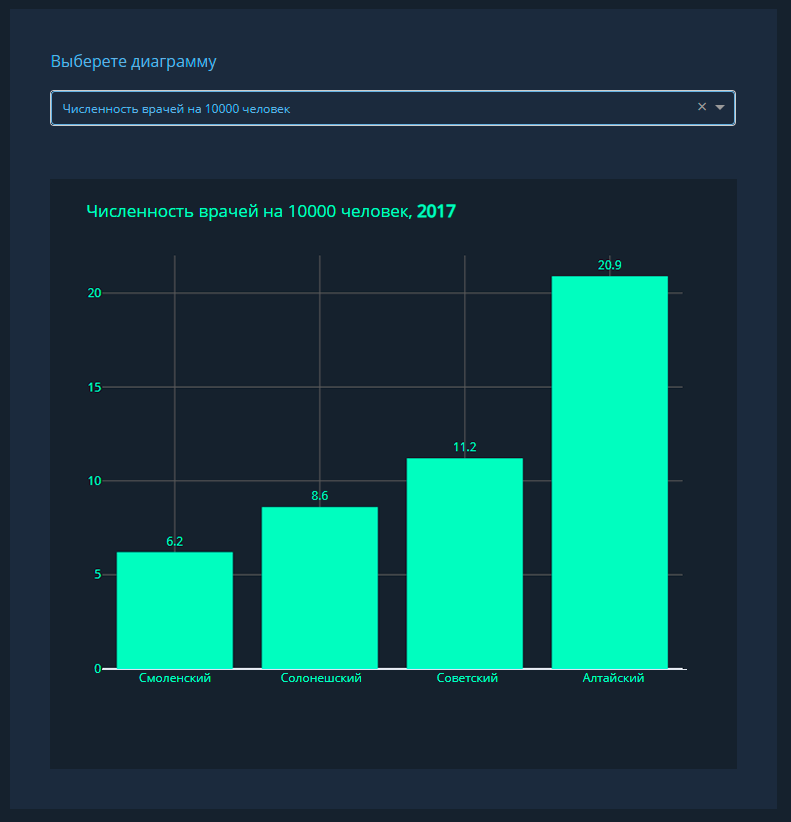 Выберете диаграмму
Численность врачей на 10000 человек
Численность врачей на 10000 человек, 2017
20.9
20
15
11.2
10
8.6
6.2
5
0
Смоленский Солонешский Советский Алтайский